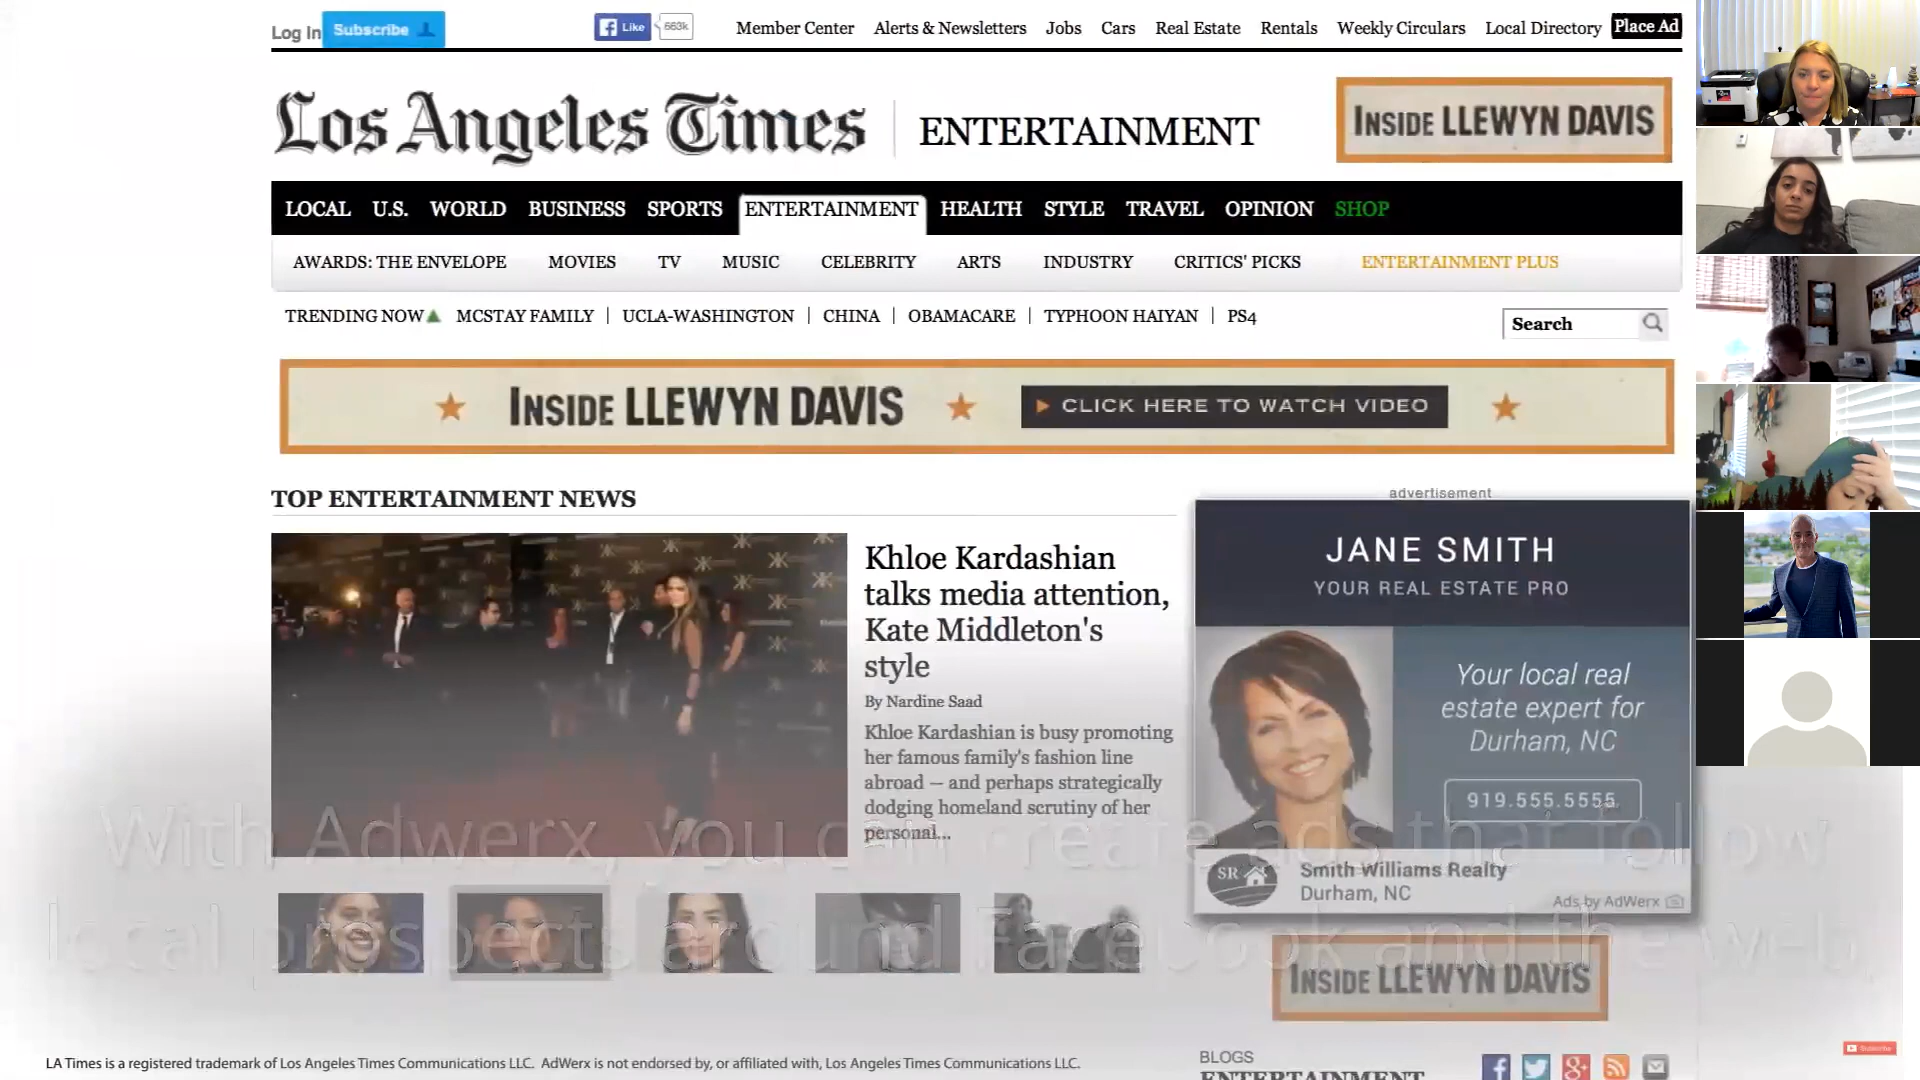 Log In Subscribe
Like 663k
Member Center Alerts & Newsletters Jobs Cars Real Estate Rentals Weekly Circulars Local Directory Place Ad
Los Angeles Times ENTERTAINMENT
INSIDE LLEWYN DAVIS
LOCAL U.S. WORLD BUSINESS SPORTS ENTERTAINMENT HEALTH STYLE TRAVEL OPINION SHOP
AWARDS: THE ENVELOPE MOVIES TV MUSIC CELEBRITY ARTS INDUSTRY CRITICS' PICKS ENTERTAINMENT PLUS
TRENDING NOW MCSTAY FAMILY | UCLA-WASHINGTON | CHINA | OBAMACARE | TYPHOON HAIYAN | PS4
Search
INSIDE LLEWYN DAVIS CLICK HERE TO WATCH VIDEO
TOP ENTERTAINMENT NEWS
Khloe Kardashian
talks media attention,
Kate Middleton's
style
By Nardine Saad
Khloe Kardashian is busy promoting
her famous family's fashion line
abroad — and perhaps strategically
dodging homeland scrutiny of her
personal...
advertisement
JANE SMITH
YOUR REAL ESTATE PRO
Your local real
estate expert for
Durham, NC
919.555.5555
SR
Smith Williams Realty
Durham, NC
Ads by AdWerx
With Adwerx, you can create ads that follow
local prospects around Facebook and the web,
INSIDE LLEWYN DAVIS
LA Times is a registered trademark of Los Angeles Times Communications LLC. AdWerx is not endorsed by, or affiliated with, Los Angeles Times Communications LLC.
BLOGS
ENTERTAINMENT
Subscribe